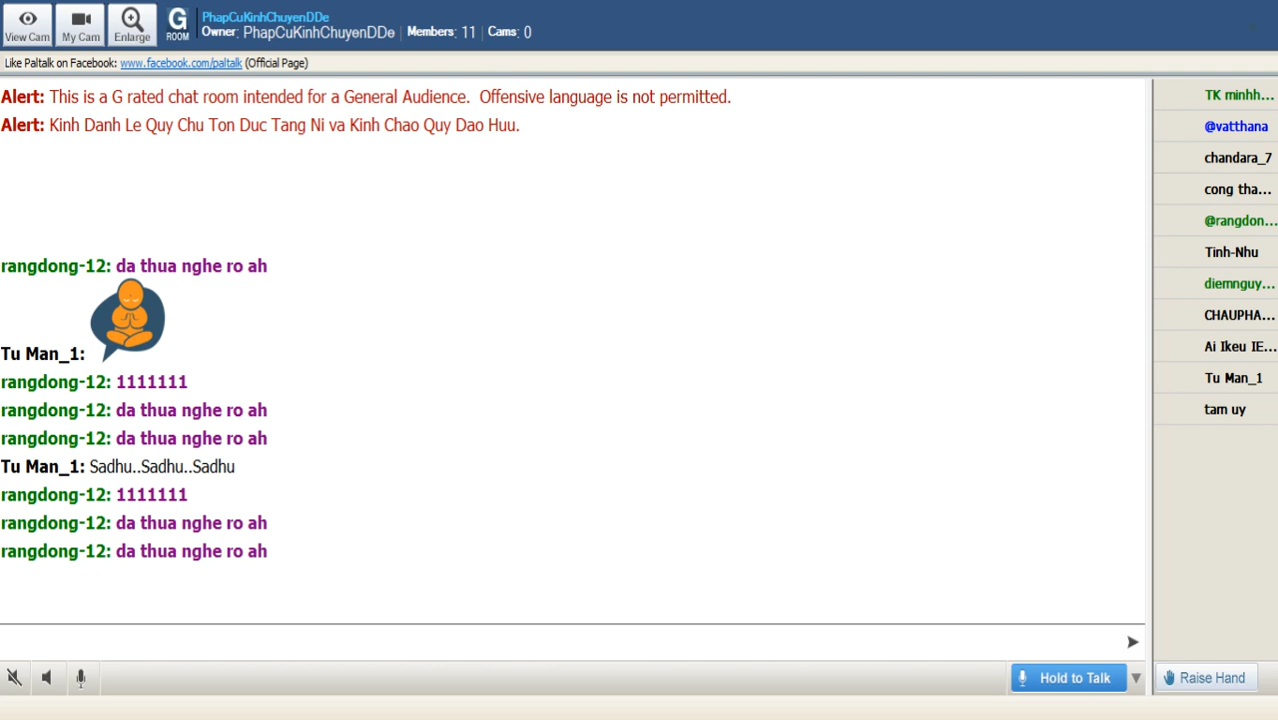 View Cam
My Cam
Enlarge
G
ROOM
PhapCuKinhChuyenDDe
Owner: PhapCuKinhChuyenDDe | Members: 11 | Cams: 0
Like Paltalk on Facebook: www.facebook.com/paltalk (Official Page)
Alert: This is a G rated chat room intended for a General Audience. Offensive language is not permitted.
Alert: Kinh Danh Le Quy Chu Ton Duc Tang Ni va Kinh Chao Quy Dao Huu.
rangdong-12: da thua nghe ro ah
Tu Man_1:
rangdong-12: 1111111
rangdong-12: da thua nghe ro ah
rangdong-12: da thua nghe ro ah
Tu Man_1: Sadhu..Sadhu..Sadhu
rangdong-12: 1111111
rangdong-12: da thua nghe ro ah
rangdong-12: da thua nghe ro ah
TK minhh...
@vatthana
chandara_7
cong tha...
@rangdon...
Tinh-Nhu
diemnguy...
CHAUPHA...
Ai Ikeu IE...
Tu Man_1
tam uy
Hold to Talk
Raise Hand